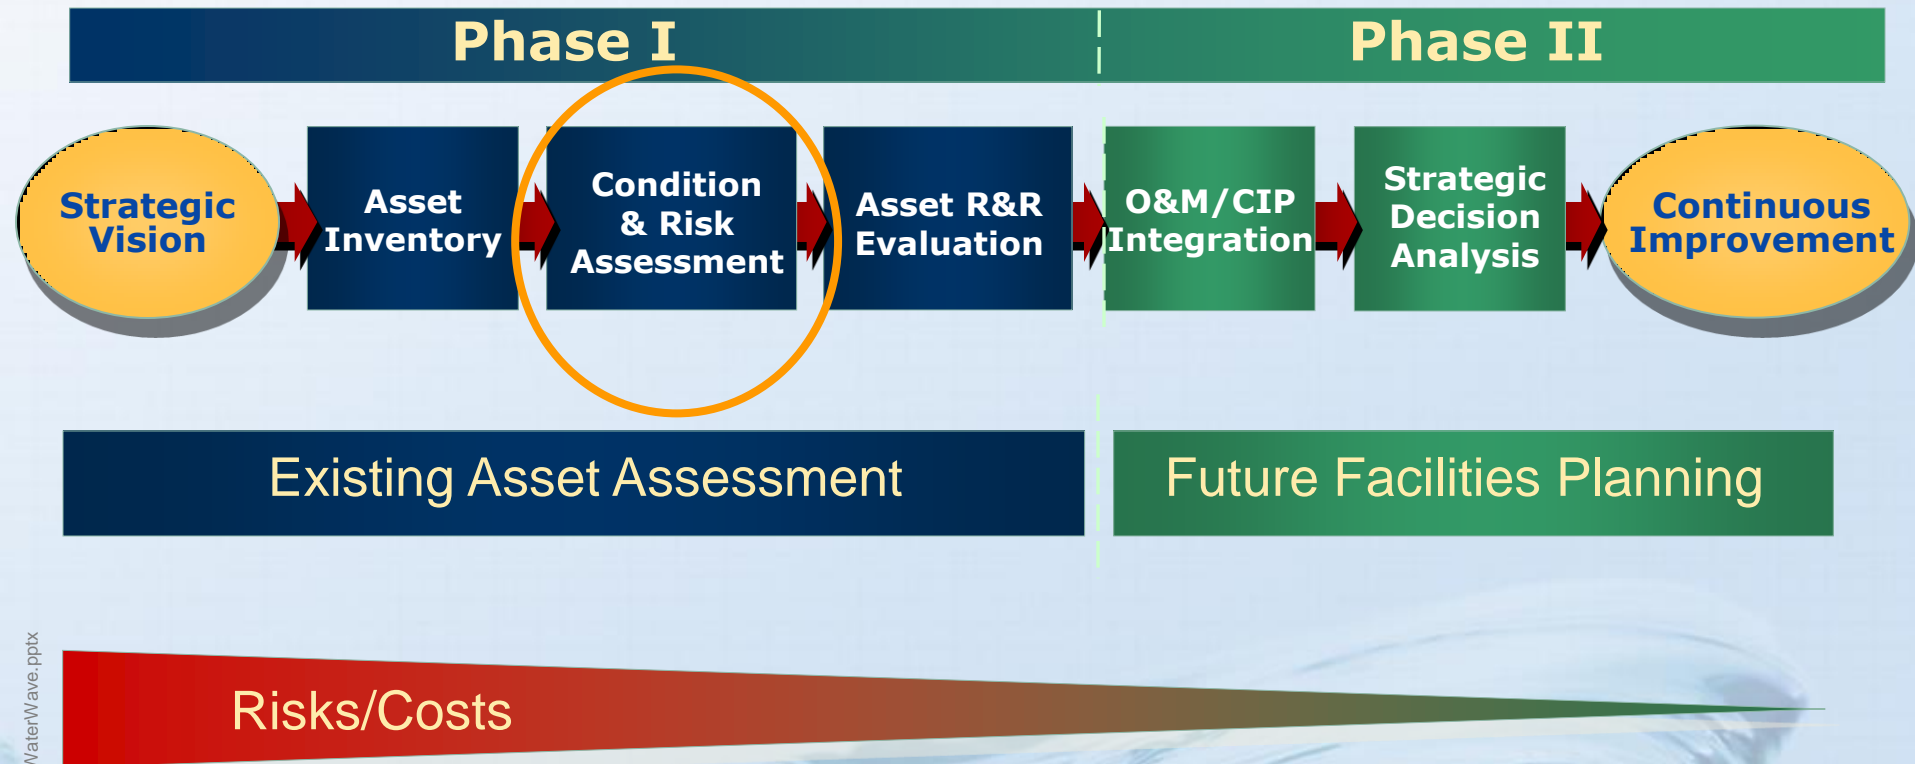 Phase I
Phase II
Strategic
Vision
Asset
Inventory
Condition
& Risk
Assessment
Asset R&R
Evaluation
O&M/CIP
Integration
Strategic
Decision
Analysis
Continuous
Improvement
Existing Asset Assessment
Future Facilities Planning
Risks/Costs
WaterWave.pptx